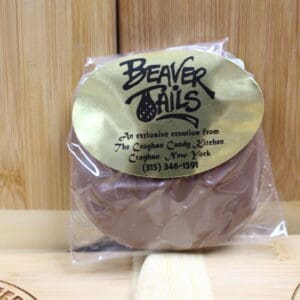 BEAVER
TAILS
An exclusive creation from
The Croghan Candy Kitchen
Croghan, New York
(315) 346-1591